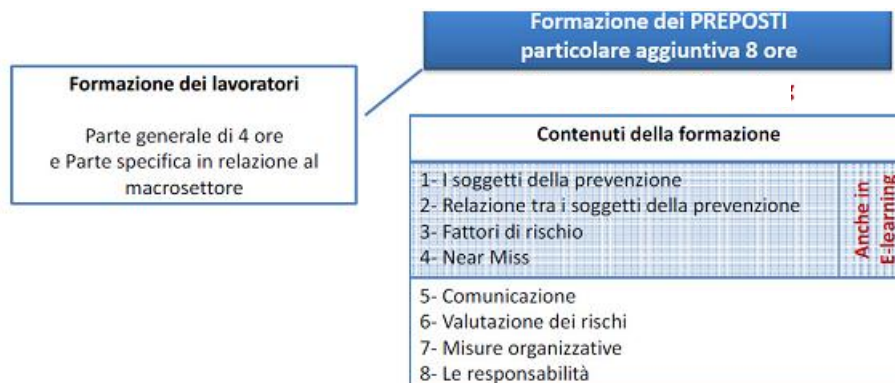 Formazione dei PREPOSTI
particolare aggiuntiva 8 ore
Formazione dei lavoratori
Parte generale di 4 ore
e Parte specifica in relazione al
macrosettore
Contenuti della formazione
1- I soggetti della prevenzione
2- Relazione tra i soggetti della prevenzione
3- Fattori di rischio
4- Near Miss
Anche in
E-learning
5- Comunicazione
6- Valutazione dei rischi
7- Misure organizzative
8- Le responsabilità